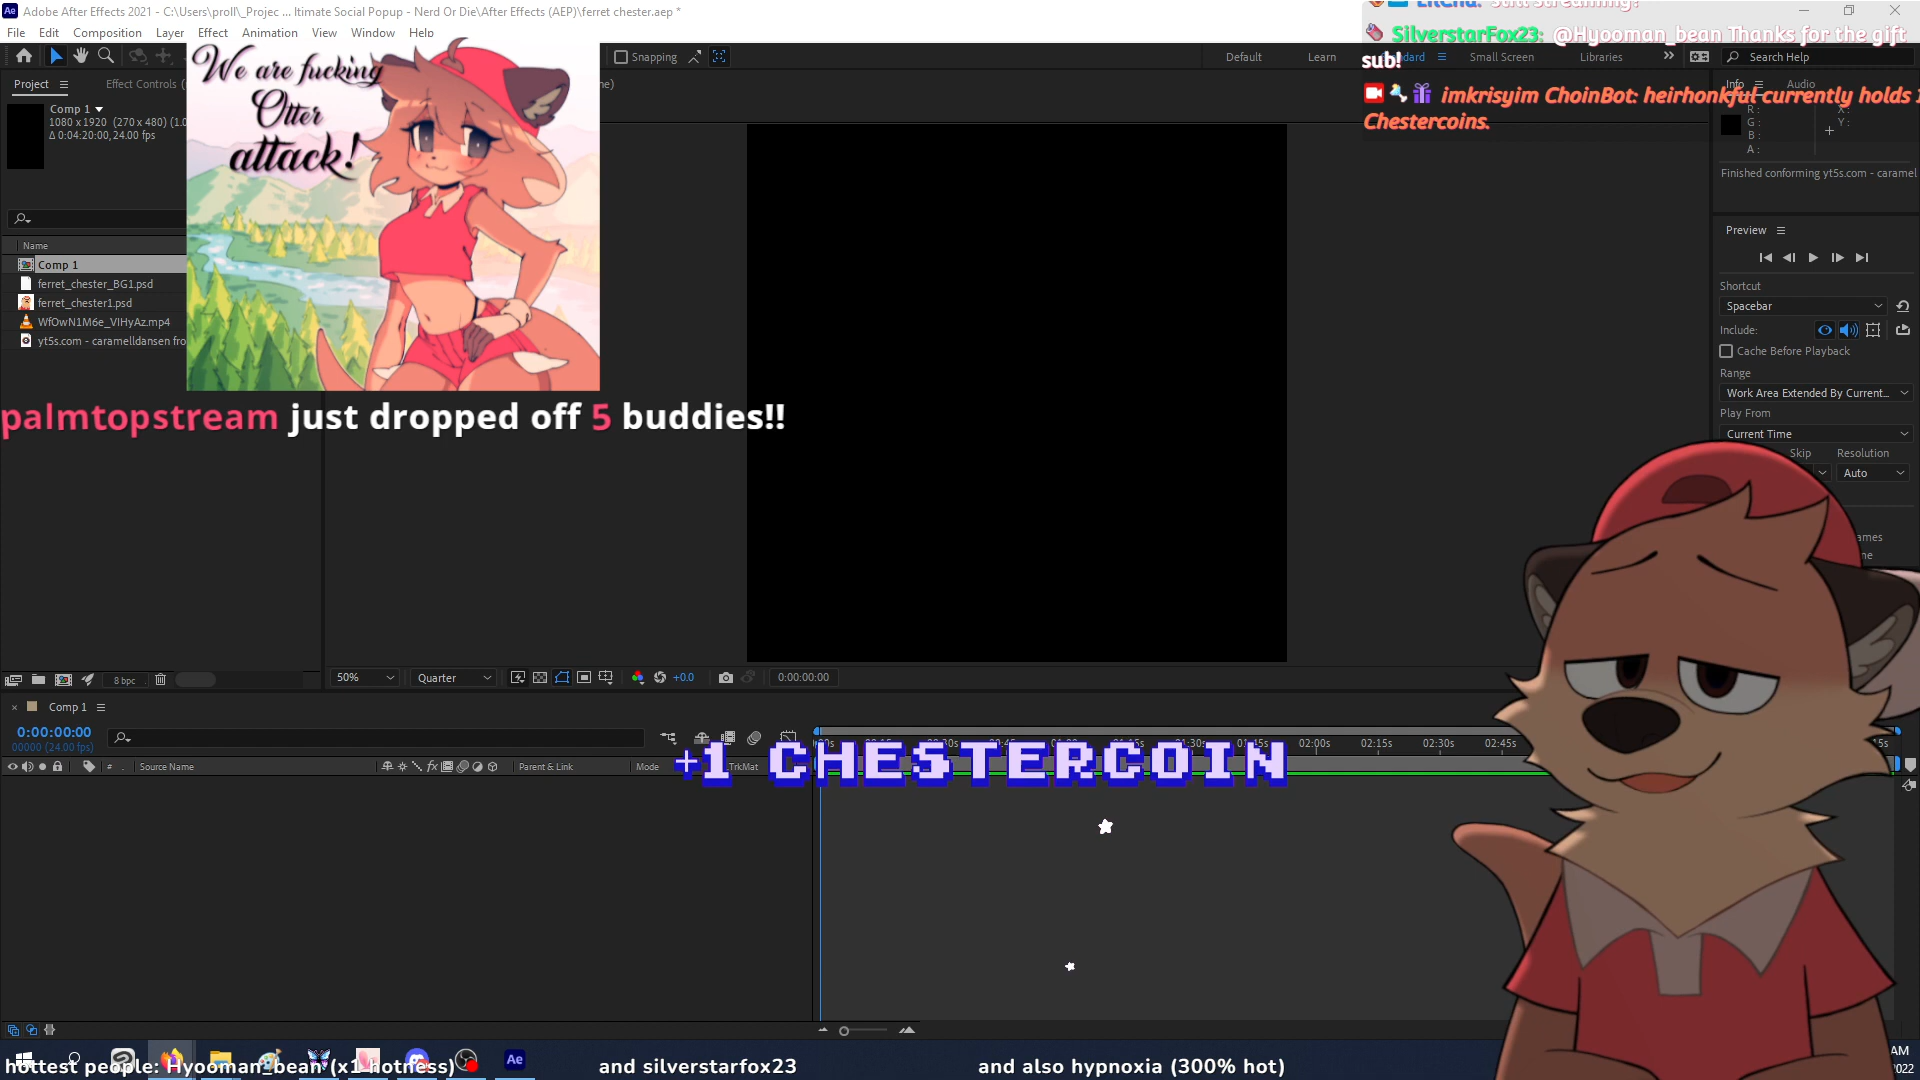 Adobe After Effects 2021 - C:\Users\proll\_Projec ... ltimate Social Popup - Nerd Or Die\After Effects (AEP)\ferret chester.aep *
File Edit Composition Layer Effect Animation View Window Help
still streaming?
SilverstarFox23: @Hyooman_bean Thanks for the gift
sub!
imkrisyim ChoinBot: heirhonkful currently holds
Chestercoins.
Snapping
Default Learn Small Screen Libraries Search Help
Project Effect Controls
Comp 1
1080 x 1920 (270 x 480) (1.0
Δ 0:04:20:00, 24.00 fps
Name
Comp 1
ferret_chester_BG1.psd
ferret_chester1.psd
WfOwN1M6e_VIHyAz.mp4
yt5s.com - caramelldansen fro
We are fucking
Otter
attack!
palmtopstream just dropped off 5 buddies!!
Info Audio
R :
G :
B :
A :
X :
Y :
Finished conforming yt5s.com - caramel
Preview
Shortcut
Spacebar
Include:
Cache Before Playback
Range
Work Area Extended By Current...
Play From
Current Time
Skip Resolution
Auto
8 bpc
50% Quarter +0.0 0:00:00:00
Comp 1
0:00:00:00
00000 (24.00 fps)
# Source Name fx Parent & Link Mode TrkMat
01:30s 02:00s 02:15s 02:30s 02:45s
+1 CHESTERCOIN
hottest people: Hyooman_bean (x1 hotness) and silverstarfox23 and also hypnoxia (300% hot)
AM
2022